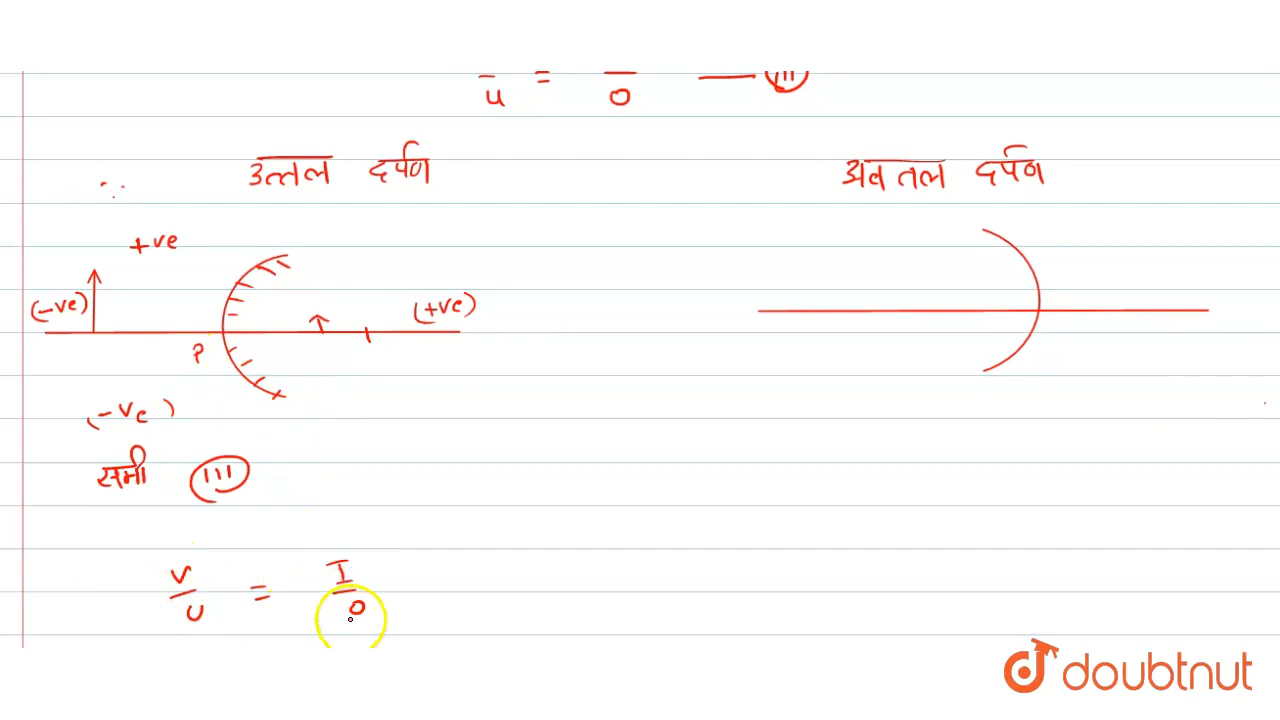 u = o — (III)
उत्तल दर्पण
अवतल दर्पण
∴
+ve
(-ve)
(+ve)
P
(-ve)
समी (III)
v/u = I/o
doubtnut